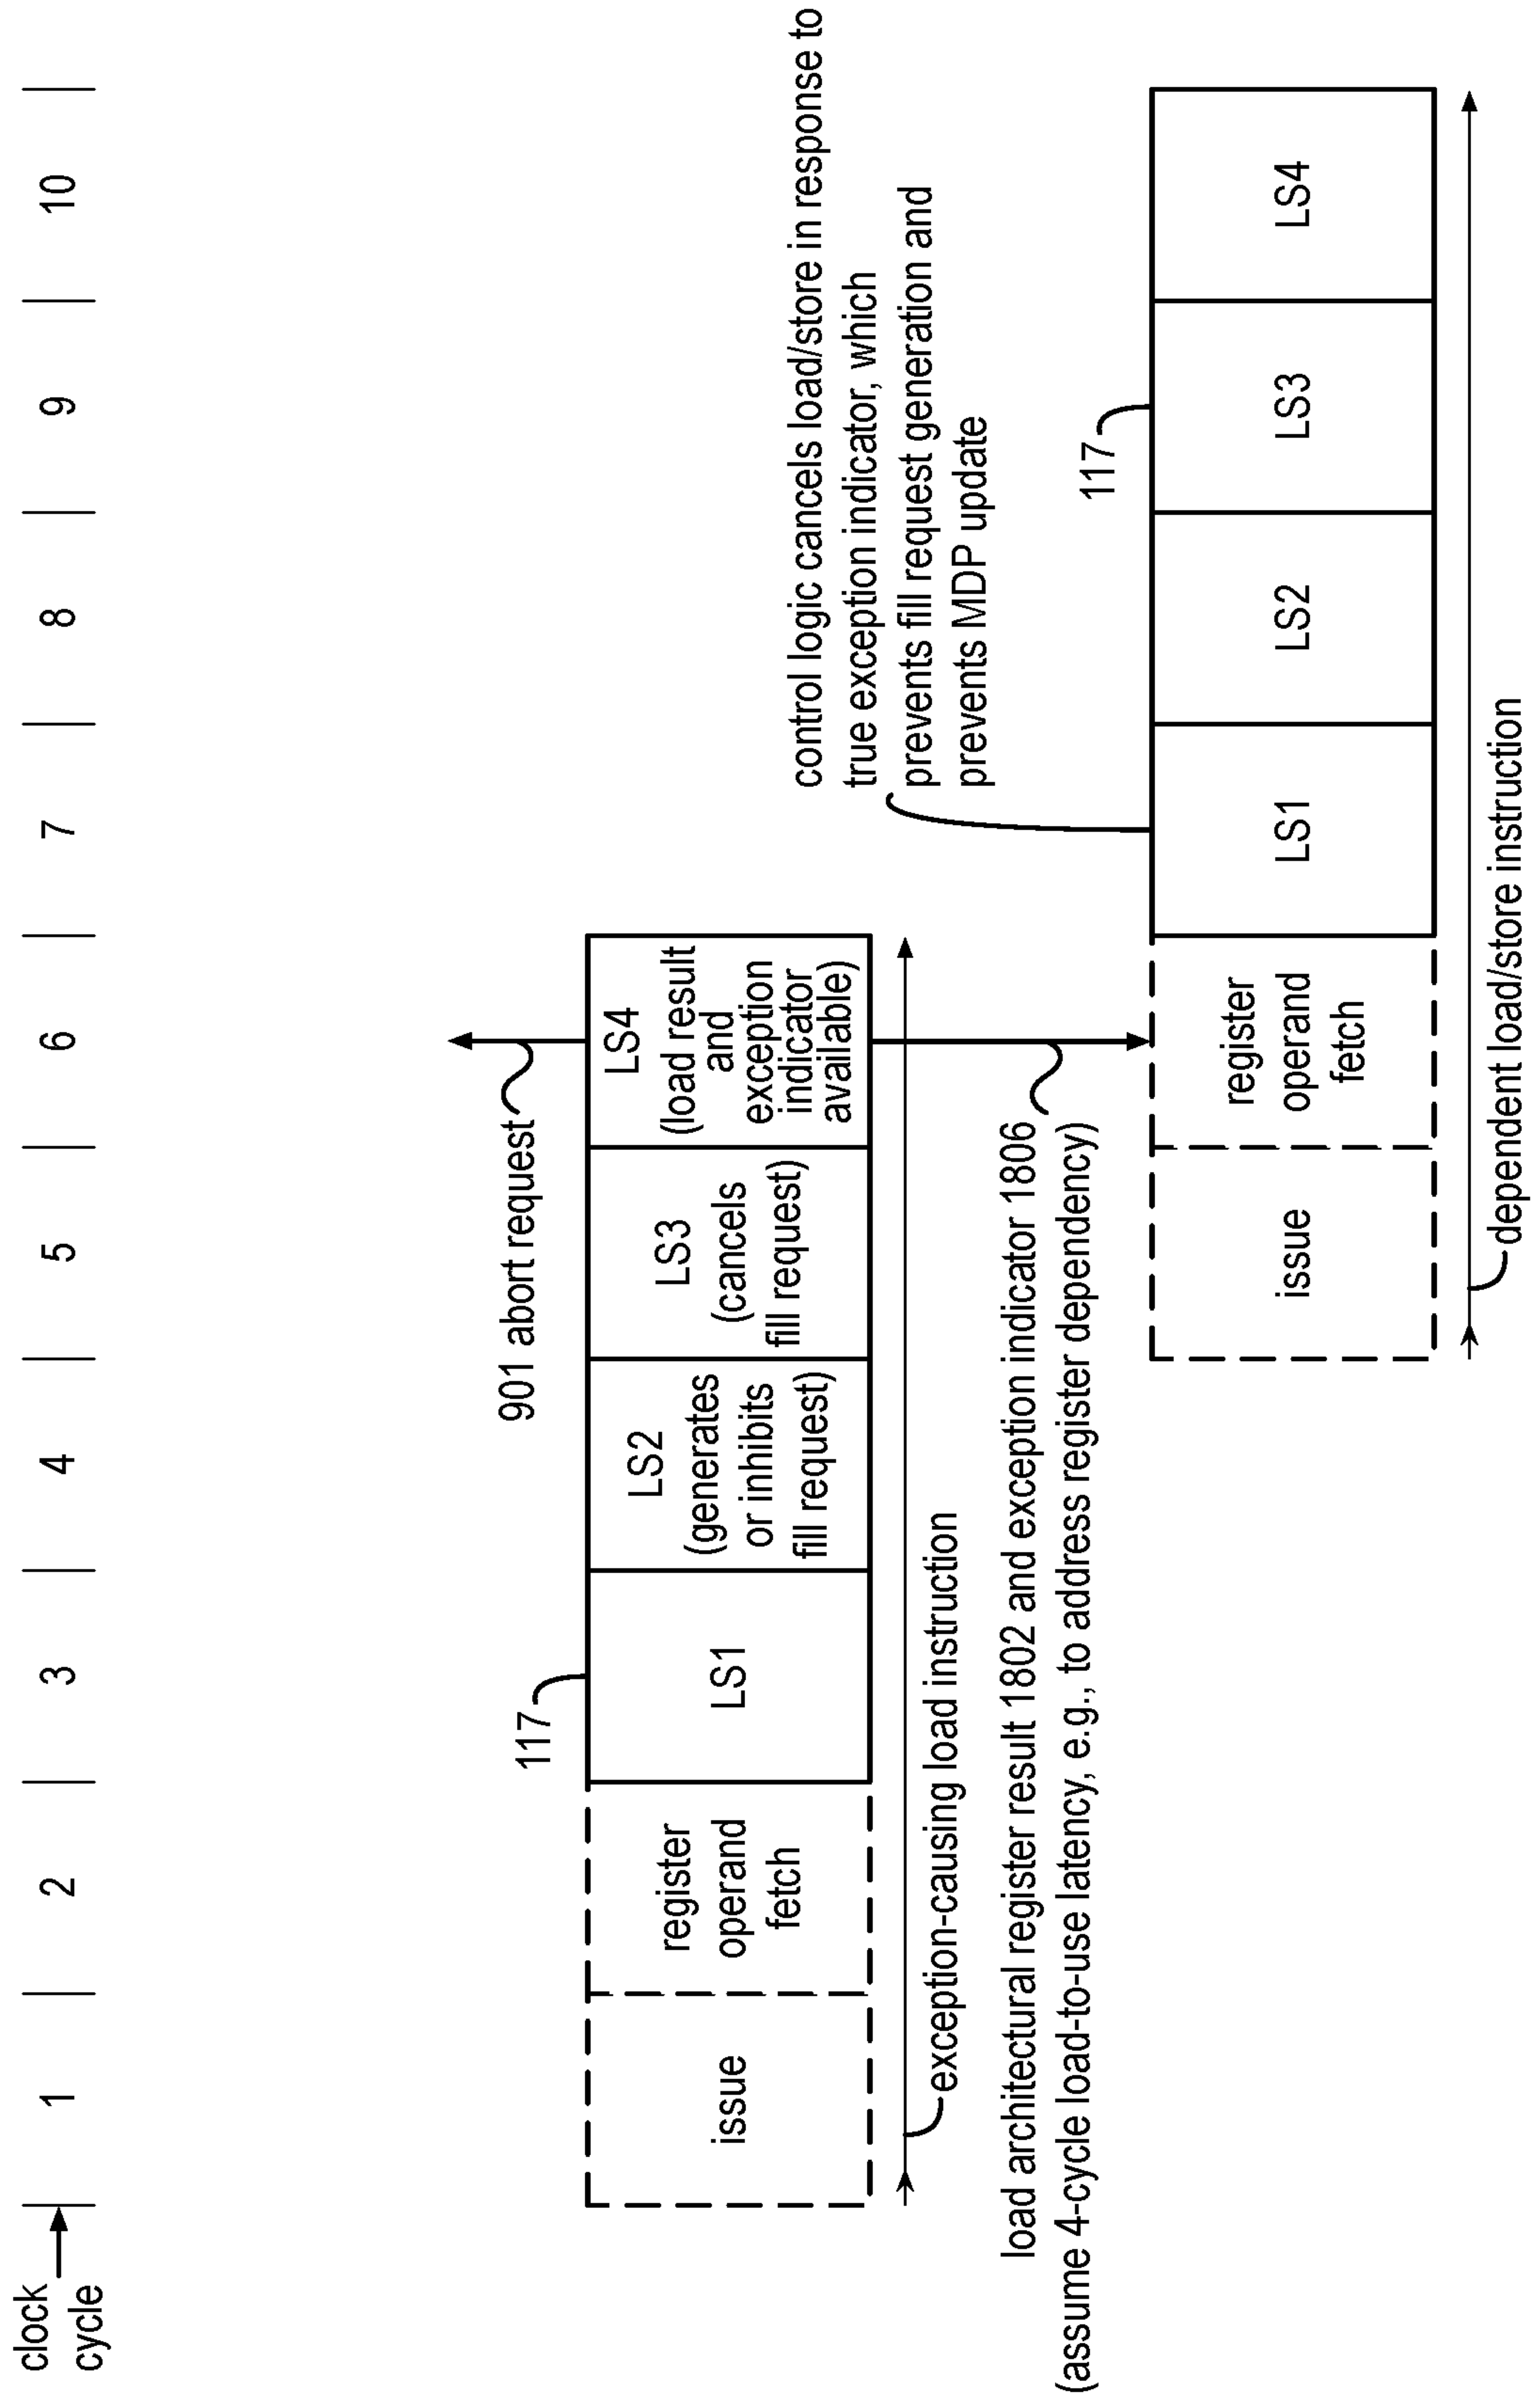 clock
cycle
1
2
3
4
5
6
7
8
9
10
901 abort request
117
issue
register
operand
fetch
LS1
LS2
(generates
or inhibits
fill request)
LS3
(cancels
fill request)
LS4
(load result
and
exception
indicator
available)
exception-causing load instruction
load architectural register result 1802 and exception indicator 1806
(assume 4-cycle load-to-use latency, e.g., to address register dependency)
control logic cancels load/store in response to
true exception indicator, which
prevents fill request generation and
prevents MDP update
117
issue
register
operand
fetch
LS1
LS2
LS3
LS4
dependent load/store instruction